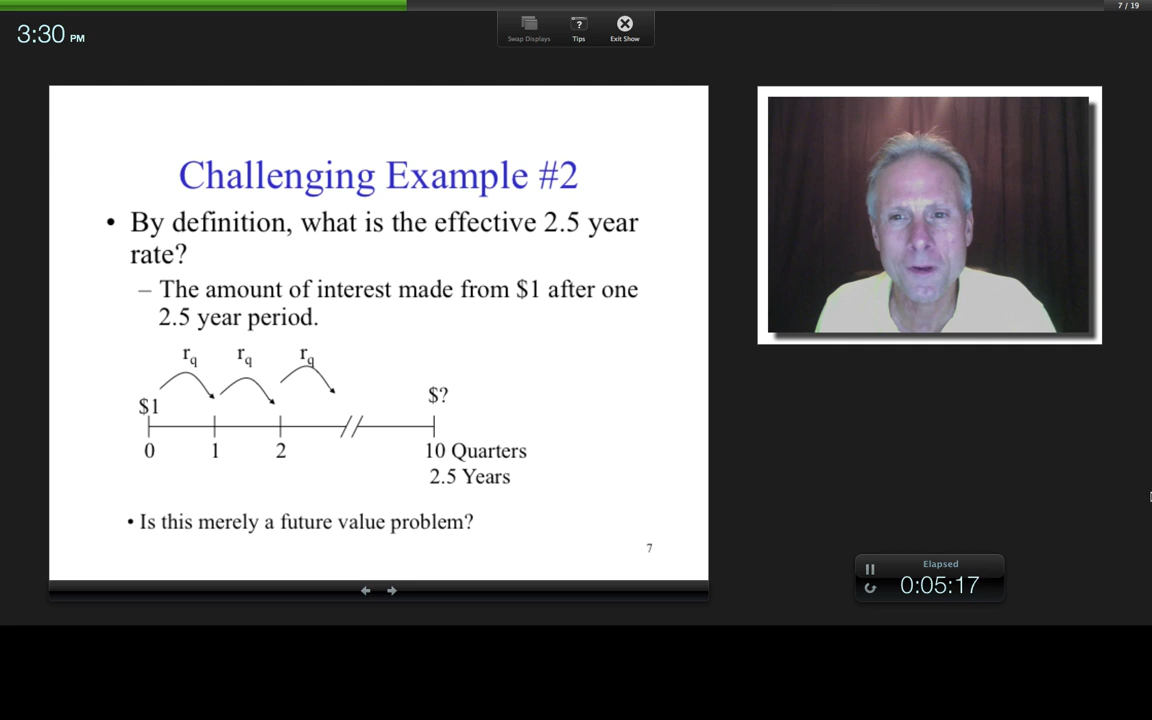 7 / 19
3:30 PM
Swap Displays
?
Tips
Exit Show
Challenging Example #2
• By definition, what is the effective 2.5 year
rate?
– The amount of interest made from $1 after one
2.5 year period.
rq rq rq
$1 $?
0 1 2 10 Quarters
2.5 Years
• Is this merely a future value problem?
7
Elapsed
0:05:17